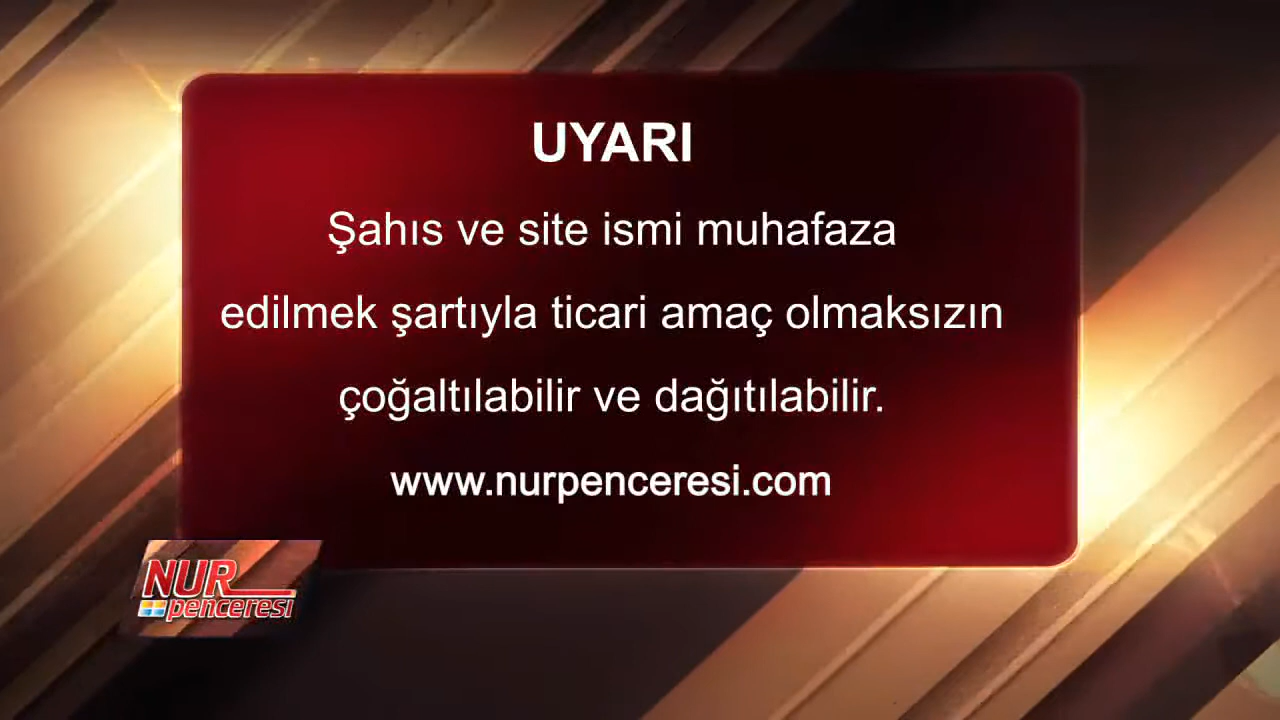 UYARI
Şahıs ve site ismi muhafaza
edilmek şartıyla ticari amaç olmaksızın
çoğaltılabilir ve dağıtılabilir.
www.nurpenceresi.com
NUR
penceresi